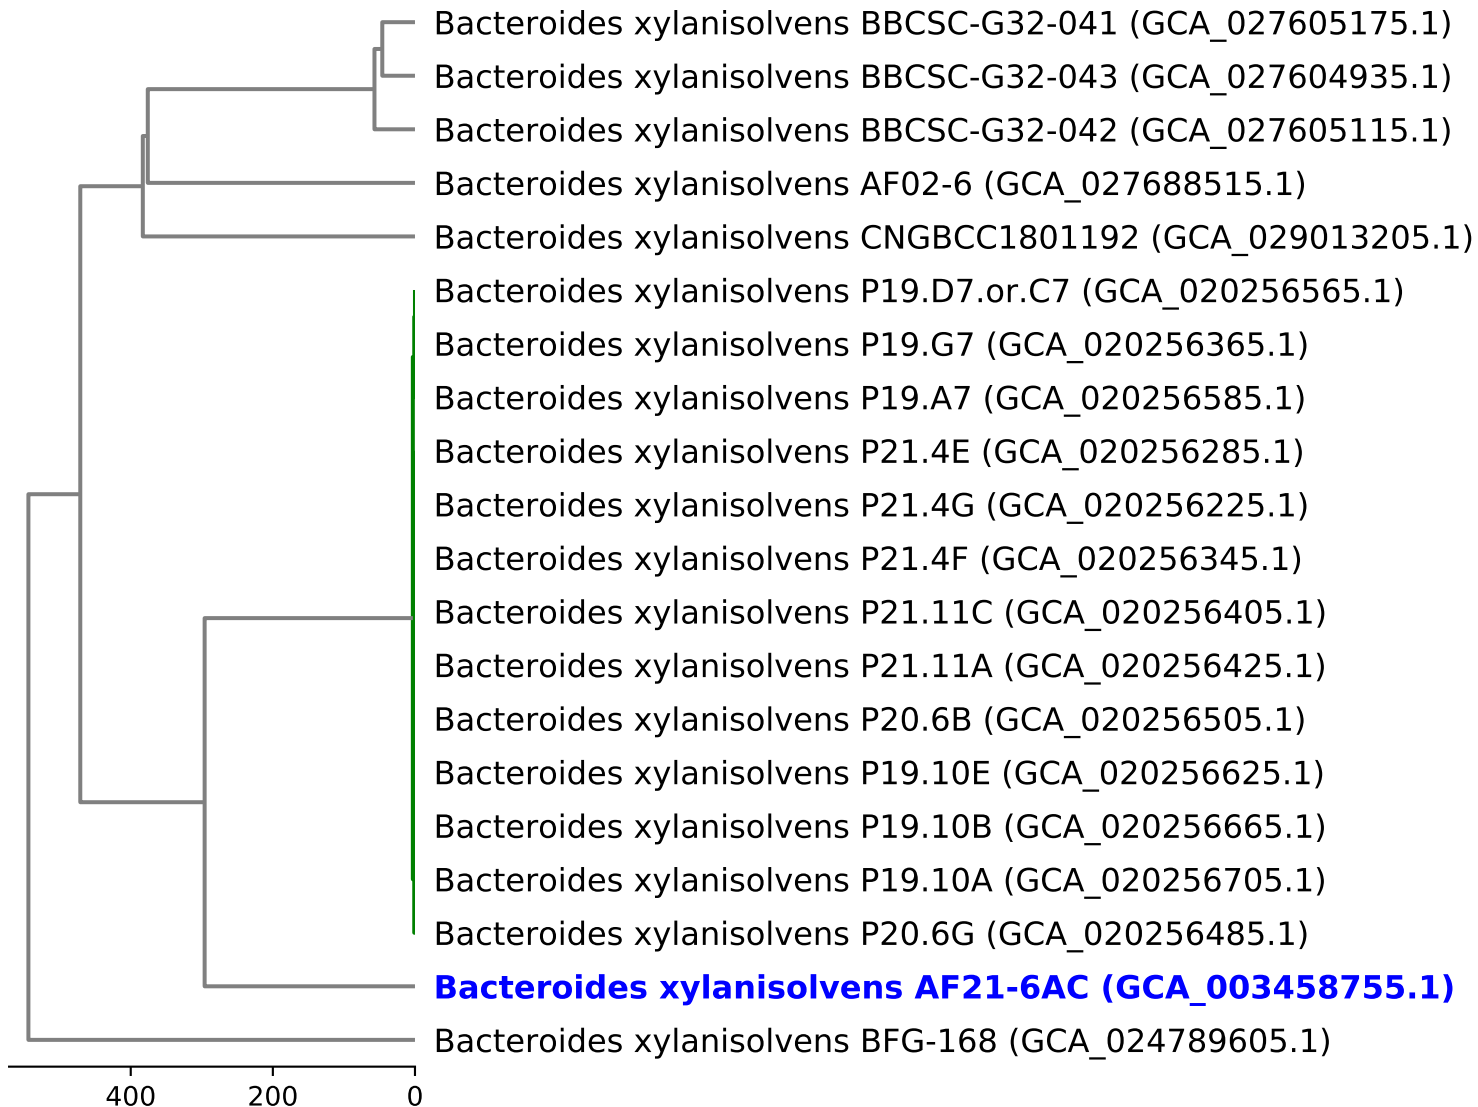 Bacteroides xylanisolvens BBCSC-G32-041 (GCA_027605175.1)
Bacteroides xylanisolvens BBCSC-G32-043 (GCA_027604935.1)
Bacteroides xylanisolvens BBCSC-G32-042 (GCA_027605115.1)
Bacteroides xylanisolvens AF02-6 (GCA_027688515.1)
Bacteroides xylanisolvens CNGBCC1801192 (GCA_029013205.1)
Bacteroides xylanisolvens P19.D7.or.C7 (GCA_020256565.1)
Bacteroides xylanisolvens P19.G7 (GCA_020256365.1)
Bacteroides xylanisolvens P19.A7 (GCA_020256585.1)
Bacteroides xylanisolvens P21.4E (GCA_020256285.1)
Bacteroides xylanisolvens P21.4G (GCA_020256225.1)
Bacteroides xylanisolvens P21.4F (GCA_020256345.1)
Bacteroides xylanisolvens P21.11C (GCA_020256405.1)
Bacteroides xylanisolvens P21.11A (GCA_020256425.1)
Bacteroides xylanisolvens P20.6B (GCA_020256505.1)
Bacteroides xylanisolvens P19.10E (GCA_020256625.1)
Bacteroides xylanisolvens P19.10B (GCA_020256665.1)
Bacteroides xylanisolvens P19.10A (GCA_020256705.1)
Bacteroides xylanisolvens P20.6G (GCA_020256485.1)
Bacteroides xylanisolvens AF21-6AC (GCA_003458755.1)
Bacteroides xylanisolvens BFG-168 (GCA_024789605.1)
400 200 0